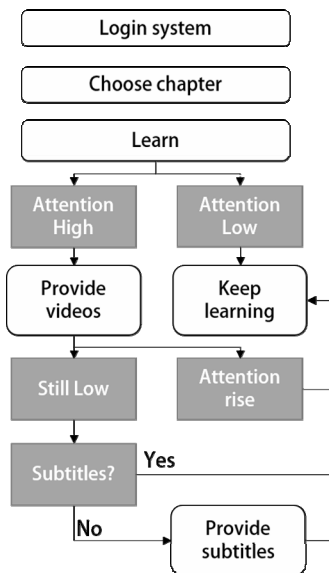 Login system
Choose chapter
Learn
Attention
High
Attention
Low
Provide
videos
Keep
learning
Still Low
Attention
rise
Subtitles?
Yes
No
Provide
subtitles